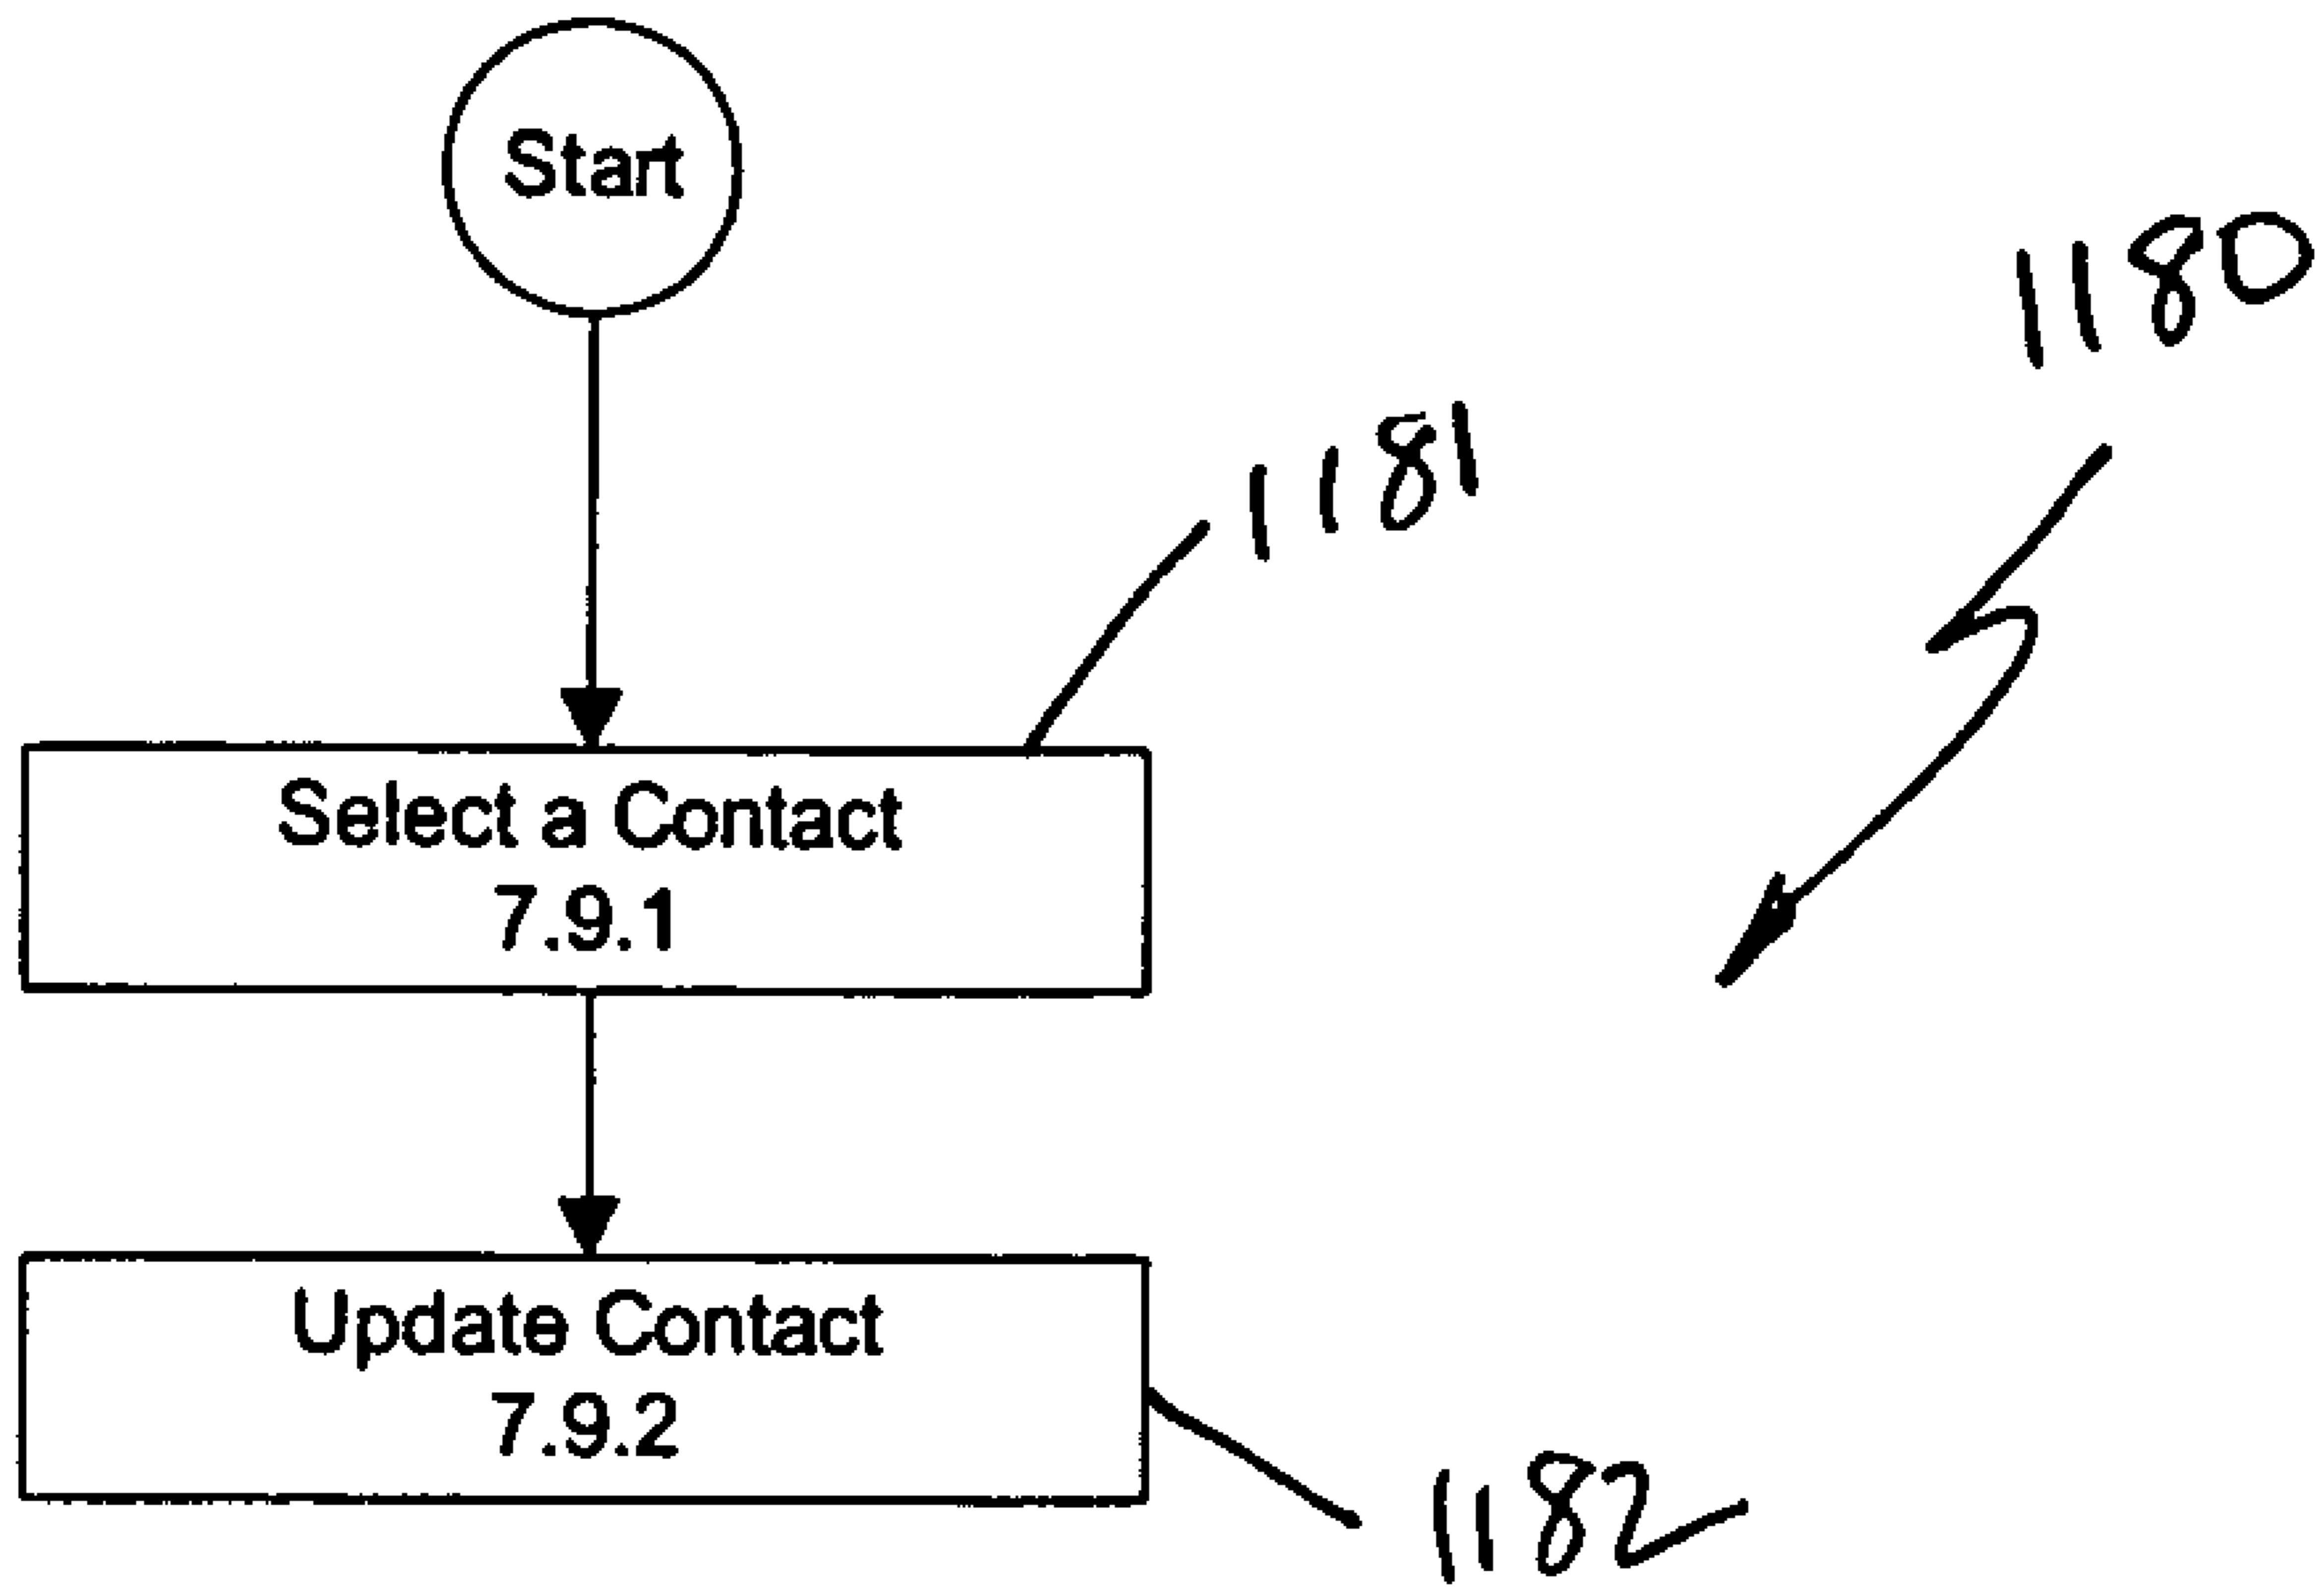 Start
1180
1181
Select a Contact
7.9.1
Update Contact
7.9.2
1182